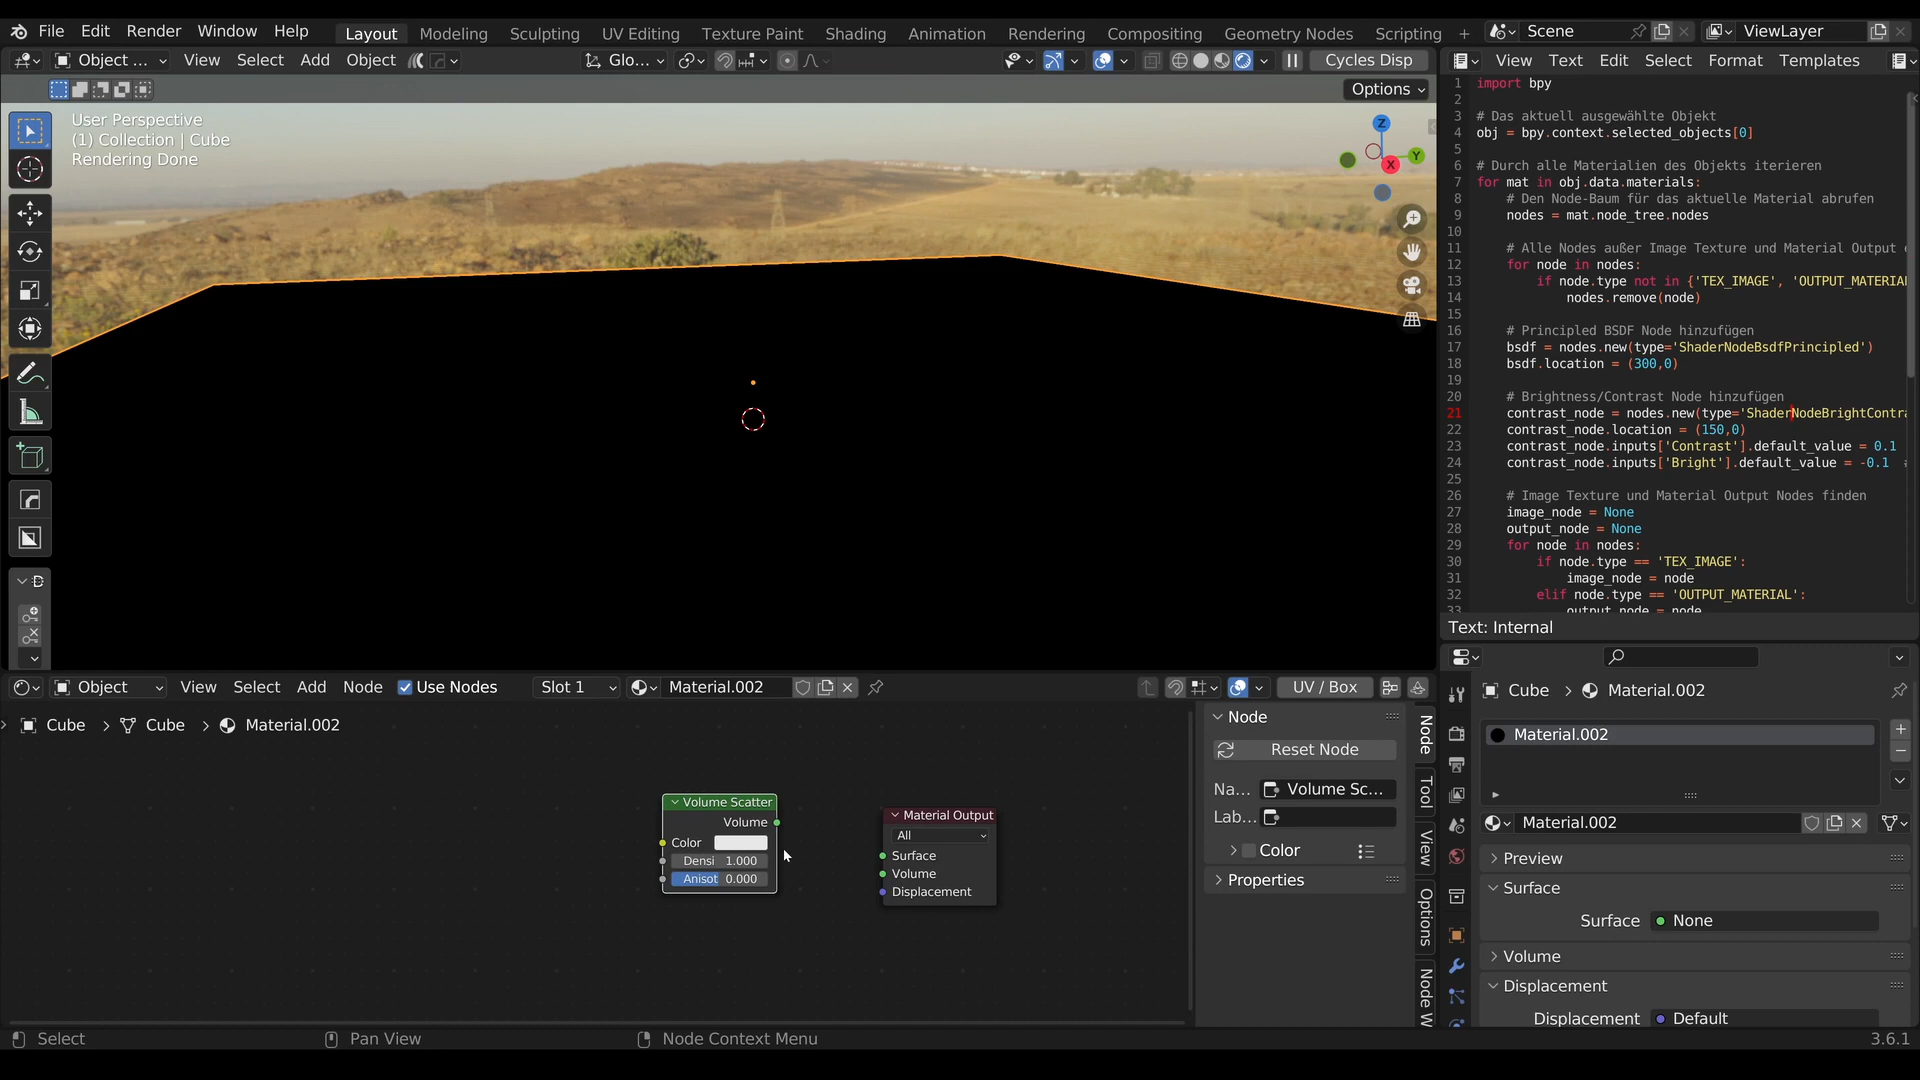 File Edit Render Window Help Layout Modeling Sculpting UV Editing Texture Paint Shading Animation Rendering Compositing Geometry Nodes Scripting + Scene ViewLayer
Object ... View Select Add Object Glo... Cycles Disp
View Text Edit Select Format Templates
Options
User Perspective
(1) Collection | Cube
Rendering Done
Z
Y
X
D
1 import bpy
2
3 # Das aktuell ausgewählte Objekt
4 obj = bpy.context.selected_objects[0]
5
6 # Durch alle Materialien des Objekts iterieren
7 for mat in obj.data.materials:
8 # Den Node-Baum für das aktuelle Material abrufen
9 nodes = mat.node_tree.nodes
10
11 # Alle Nodes außer Image Texture und Material Output
12 for node in nodes:
13 if node.type not in {'TEX_IMAGE', 'OUTPUT_MATERIAL
14 nodes.remove(node)
15
16 # Principled BSDF Node hinzufügen
17 bsdf = nodes.new(type='ShaderNodeBsdfPrincipled')
18 bsdf.location = (300,0)
19
20 # Brightness/Contrast Node hinzufügen
21 contrast_node = nodes.new(type='ShaderNodeBrightContra
22 contrast_node.location = (150,0)
23 contrast_node.inputs['Contrast'].default_value = 0.1
24 contrast_node.inputs['Bright'].default_value = -0.1
25
26 # Image Texture und Material Output Nodes finden
27 image_node = None
28 output_node = None
29 for node in nodes:
30 if node.type == 'TEX_IMAGE':
31 image_node = node
32 elif node.type == 'OUTPUT_MATERIAL':
33 output_node = node
Text: Internal
Object View Select Add Node Use Nodes Slot 1 Material.002 UV / Box
Cube > Cube > Material.002
Volume Scatter
Volume
Color
Densi 1.000
Anisot 0.000
Material Output
All
Surface
Volume
Displacement
Node
Reset Node
Na... Volume Sc...
Lab...
Color
Properties
Node
Tool
View
Options
Node W
Cube > Material.002
Material.002
Material.002
Preview
Surface
Surface None
Volume
Displacement
Displacement Default
Select Pan View Node Context Menu 3.6.1